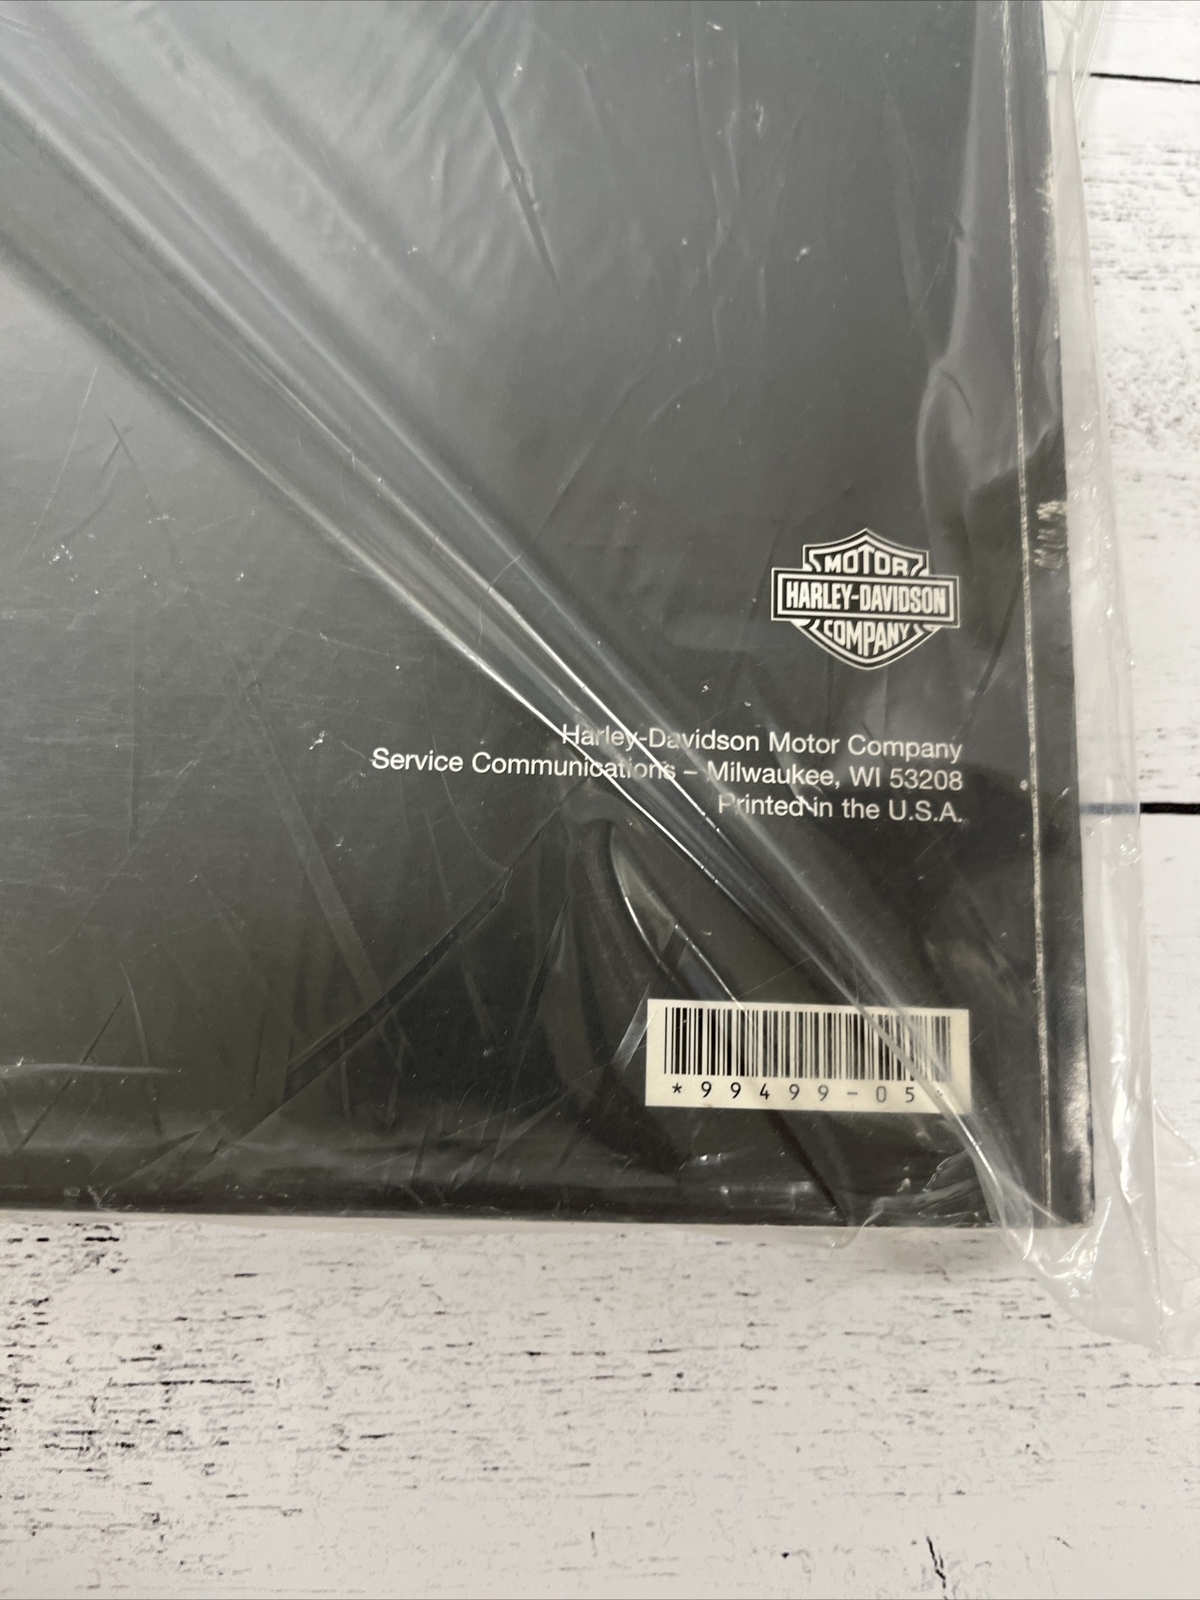 MOTOR
HARLEY-DAVIDSON
COMPANY
Harley-Davidson Motor Company
Service Communications – Milwaukee, WI 53208
Printed in the U.S.A.
*99499-05*